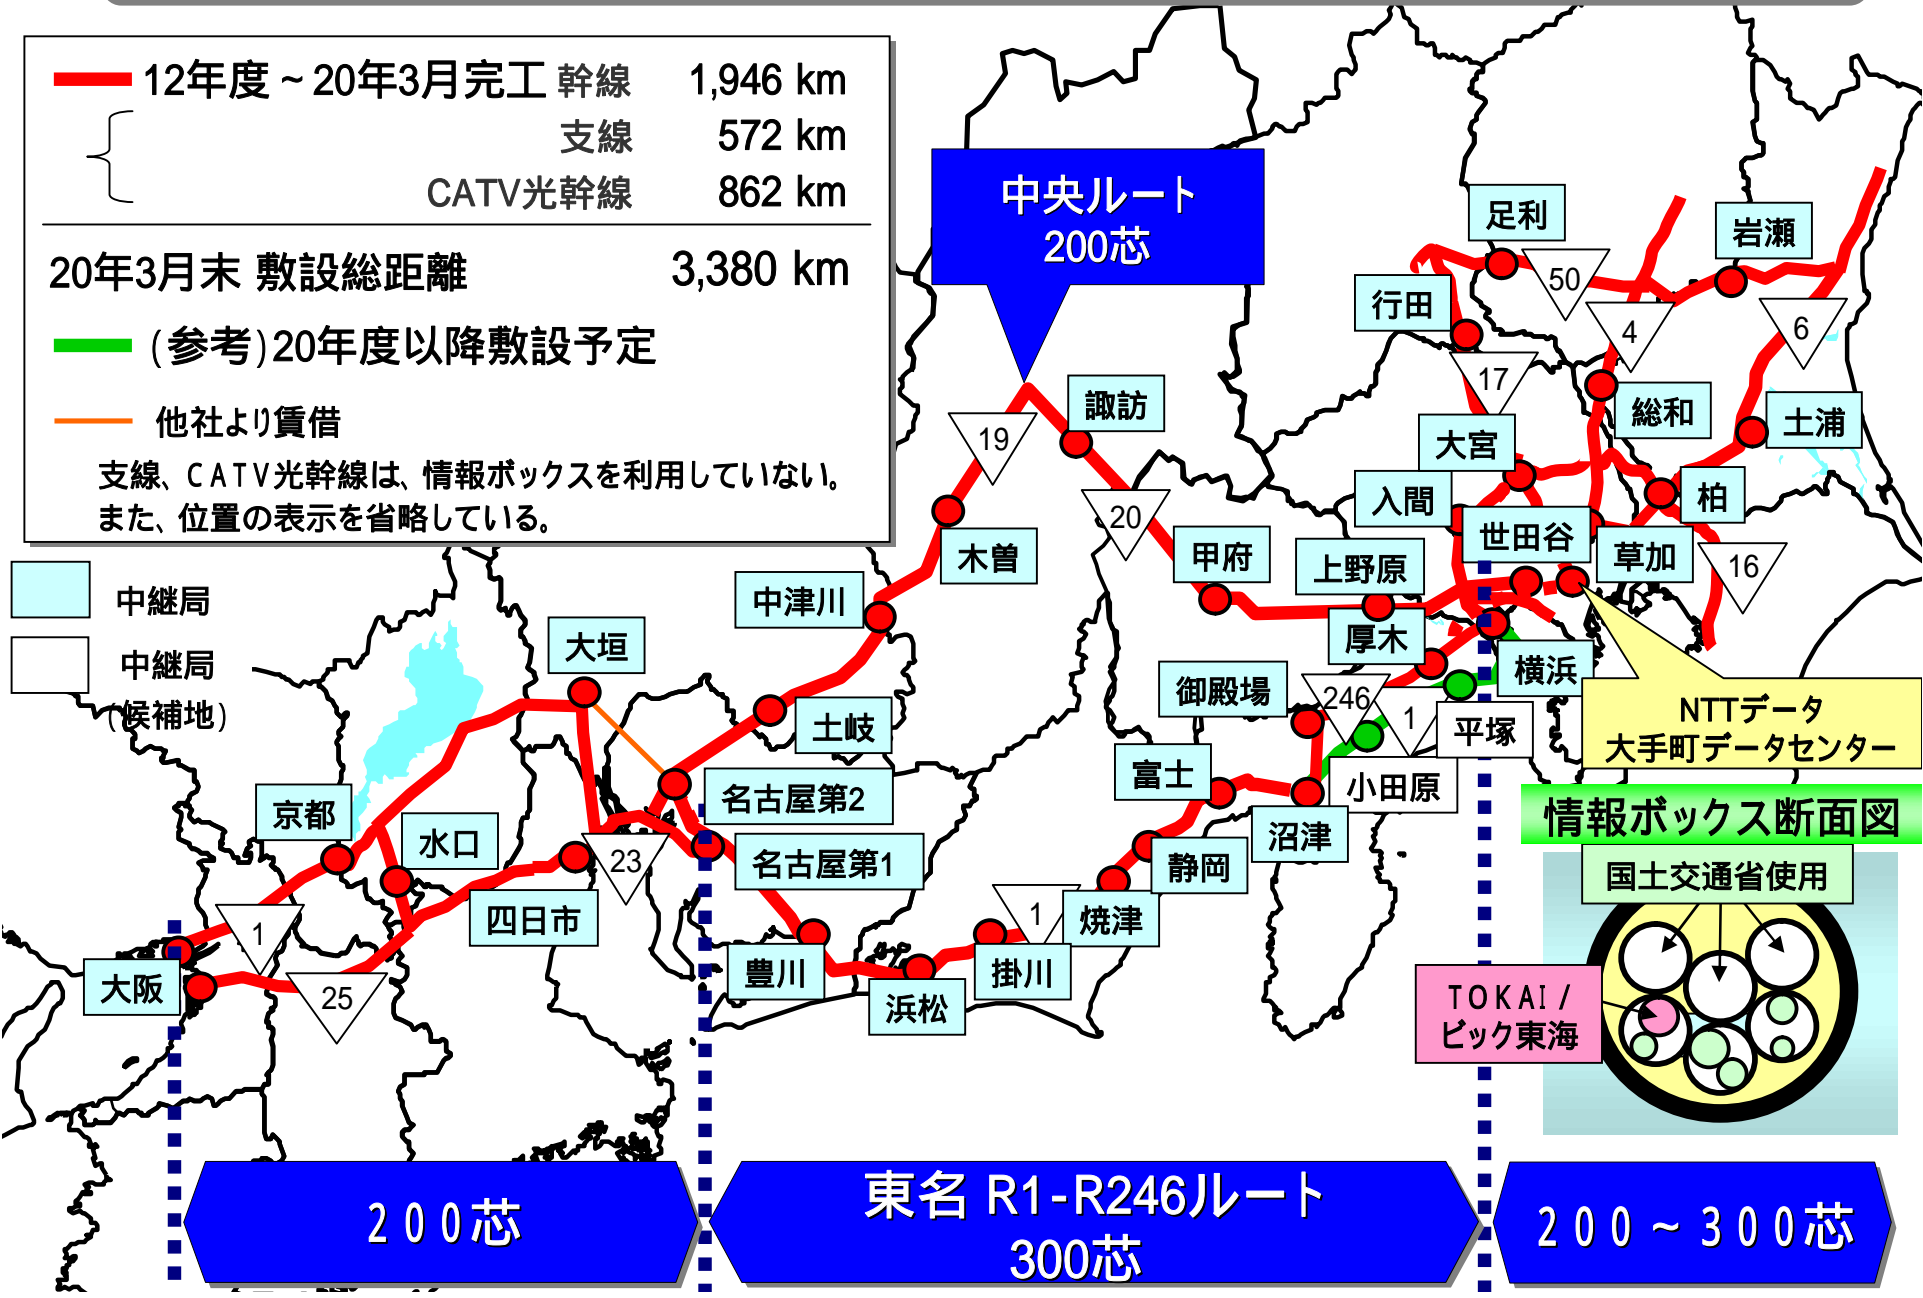 12年度～20年3月完工 幹線 1,946 km
支線 572 km
CATV光幹線 862 km
20年3月末 敷設総距離 3,380 km
(参考)20年度以降敷設予定
他社より賃借
支線、CATV光幹線は、情報ボックスを利用していない。
また、位置の表示を省略している。
中継局
中継局
(候補地)
中央ルート
200芯
足利
岩瀬
50
行田
4
6
17
諏訪
総和
土浦
19
大宮
入間
柏
20
世田谷
木曽
甲府
上野原
草加
16
中津川
大垣
厚木
横浜
御殿場
246
1
土岐
平塚
NTTデータ
大手町データセンター
富士
小田原
名古屋第2
京都
水口
沼津
情報ボックス断面図
23
名古屋第1
静岡
国土交通省使用
四日市
1
1
焼津
大阪
25
豊川
掛川
浜松
TOKAI/
ビック東海
200芯
東名 R1-R246ルート
300芯
200～300芯